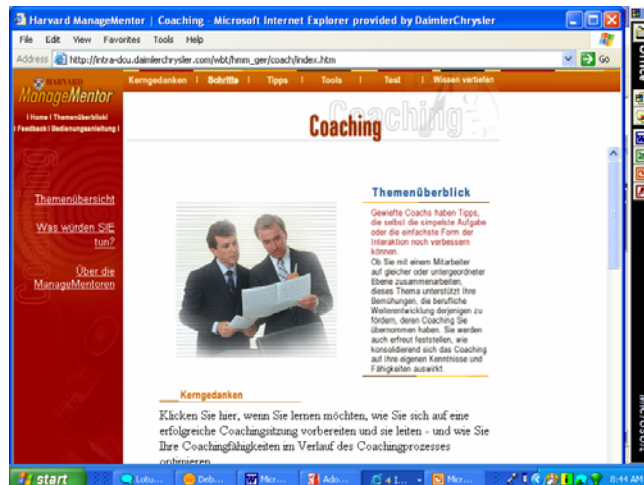 Harvard ManageMentor | Coaching - Microsoft Internet Explorer provided by DaimlerChrysler
File Edit View Favorites Tools Help
Address http://intra-dcu.daimlerchrysler.com/wbt/hmm_ger/coach/index.htm Go
HARVARD
ManageMentor
| Home | Themenüberblick|
| Feedback | Bedienungsanleitung |
Kerngedanken | Schritte | Tipps | Tools | Test | Wissen vertiefen
Coaching
Coaching
Themenübersicht
Was würden SIE
tun?
Über die
ManageMentoren
Themenüberblick
Gewiefte Coachs haben Tipps,
die selbst die simpelste Aufgabe
oder die einfachste Form der
Interaktion noch verbessern
können.
Ob Sie mit einem Mitarbeiter
auf gleicher oder untergeordneter
Ebene zusammenarbeiten,
dieses Thema unterstützt Ihre
Bemühungen, die berufliche
Weiterentwicklung derjenigen zu
fördern, deren Coaching Sie
übernommen haben. Sie werden
auch erfreut feststellen, wie
konsolidierend sich das Coaching
auf Ihre eigenen Kenntnisse und
Fähigkeiten auswirkt.
Kerngedanken
Klicken Sie hier, wenn Sie lernen möchten, wie Sie sich auf eine
erfolgreiche Coachingsitzung vorbereiten und sie leiten - und wie Sie
Ihre Coachingfähigkeiten im Verlauf des Coachingprozesses
optimieren
start Lotu... Deb... Micr... Ado... 4 I... Micr... 8:44 AM